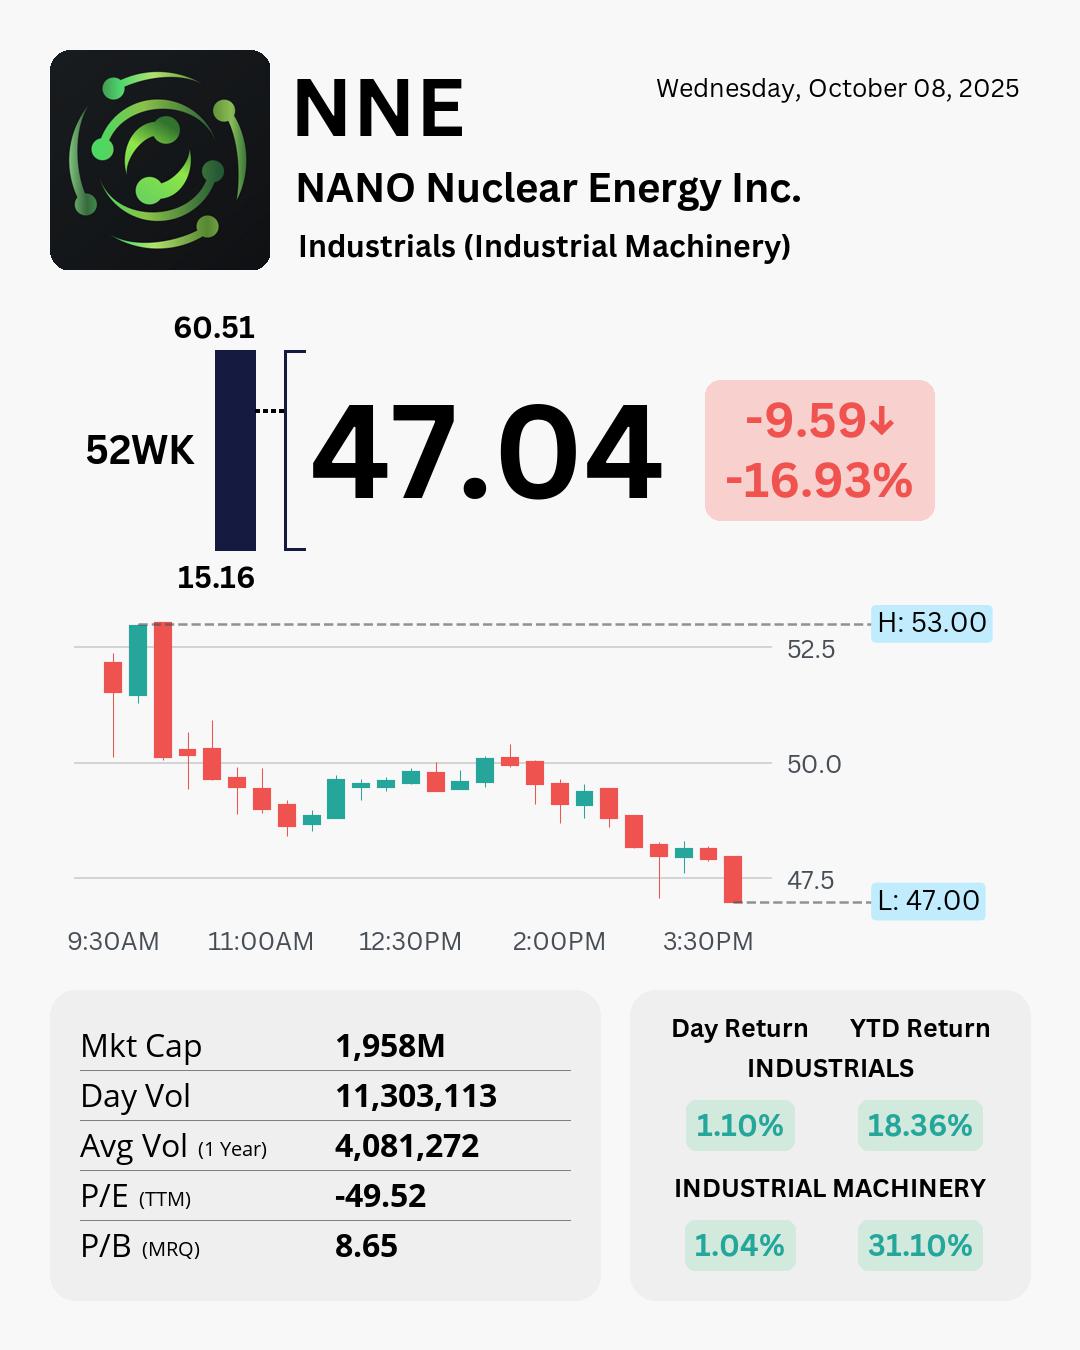 NNE
Wednesday, October 08, 2025
NANO Nuclear Energy Inc.
Industrials (Industrial Machinery)
60.51
52WK
15.16
47.04
-9.59↓
-16.93%
H: 53.00
52.5
50.0
47.5
L: 47.00
9:30AM 11:00AM 12:30PM 2:00PM 3:30PM
Mkt Cap 1,958M
Day Vol 11,303,113
Avg Vol (1 Year) 4,081,272
P/E (TTM) -49.52
P/B (MRQ) 8.65
Day Return YTD Return
INDUSTRIALS
1.10% 18.36%
INDUSTRIAL MACHINERY
1.04% 31.10%